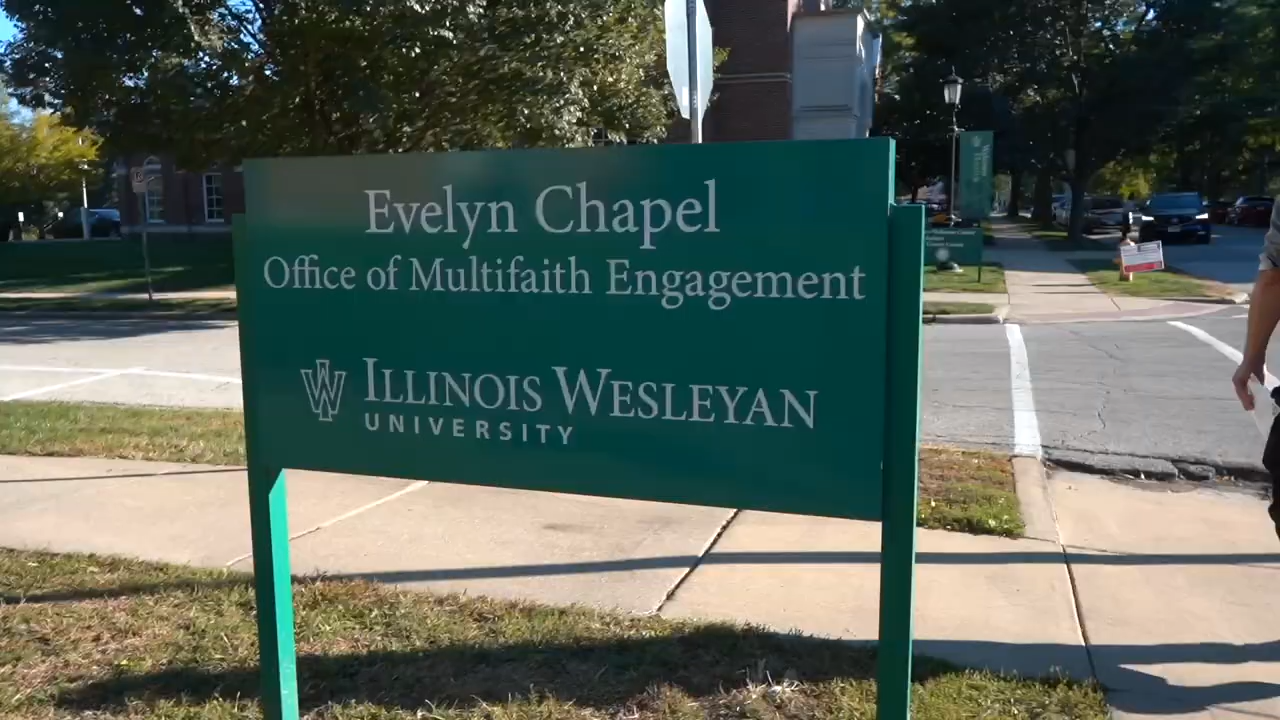 Evelyn Chapel
Office of Multifaith Engagement
ILLINOIS WESLEYAN
UNIVERSITY